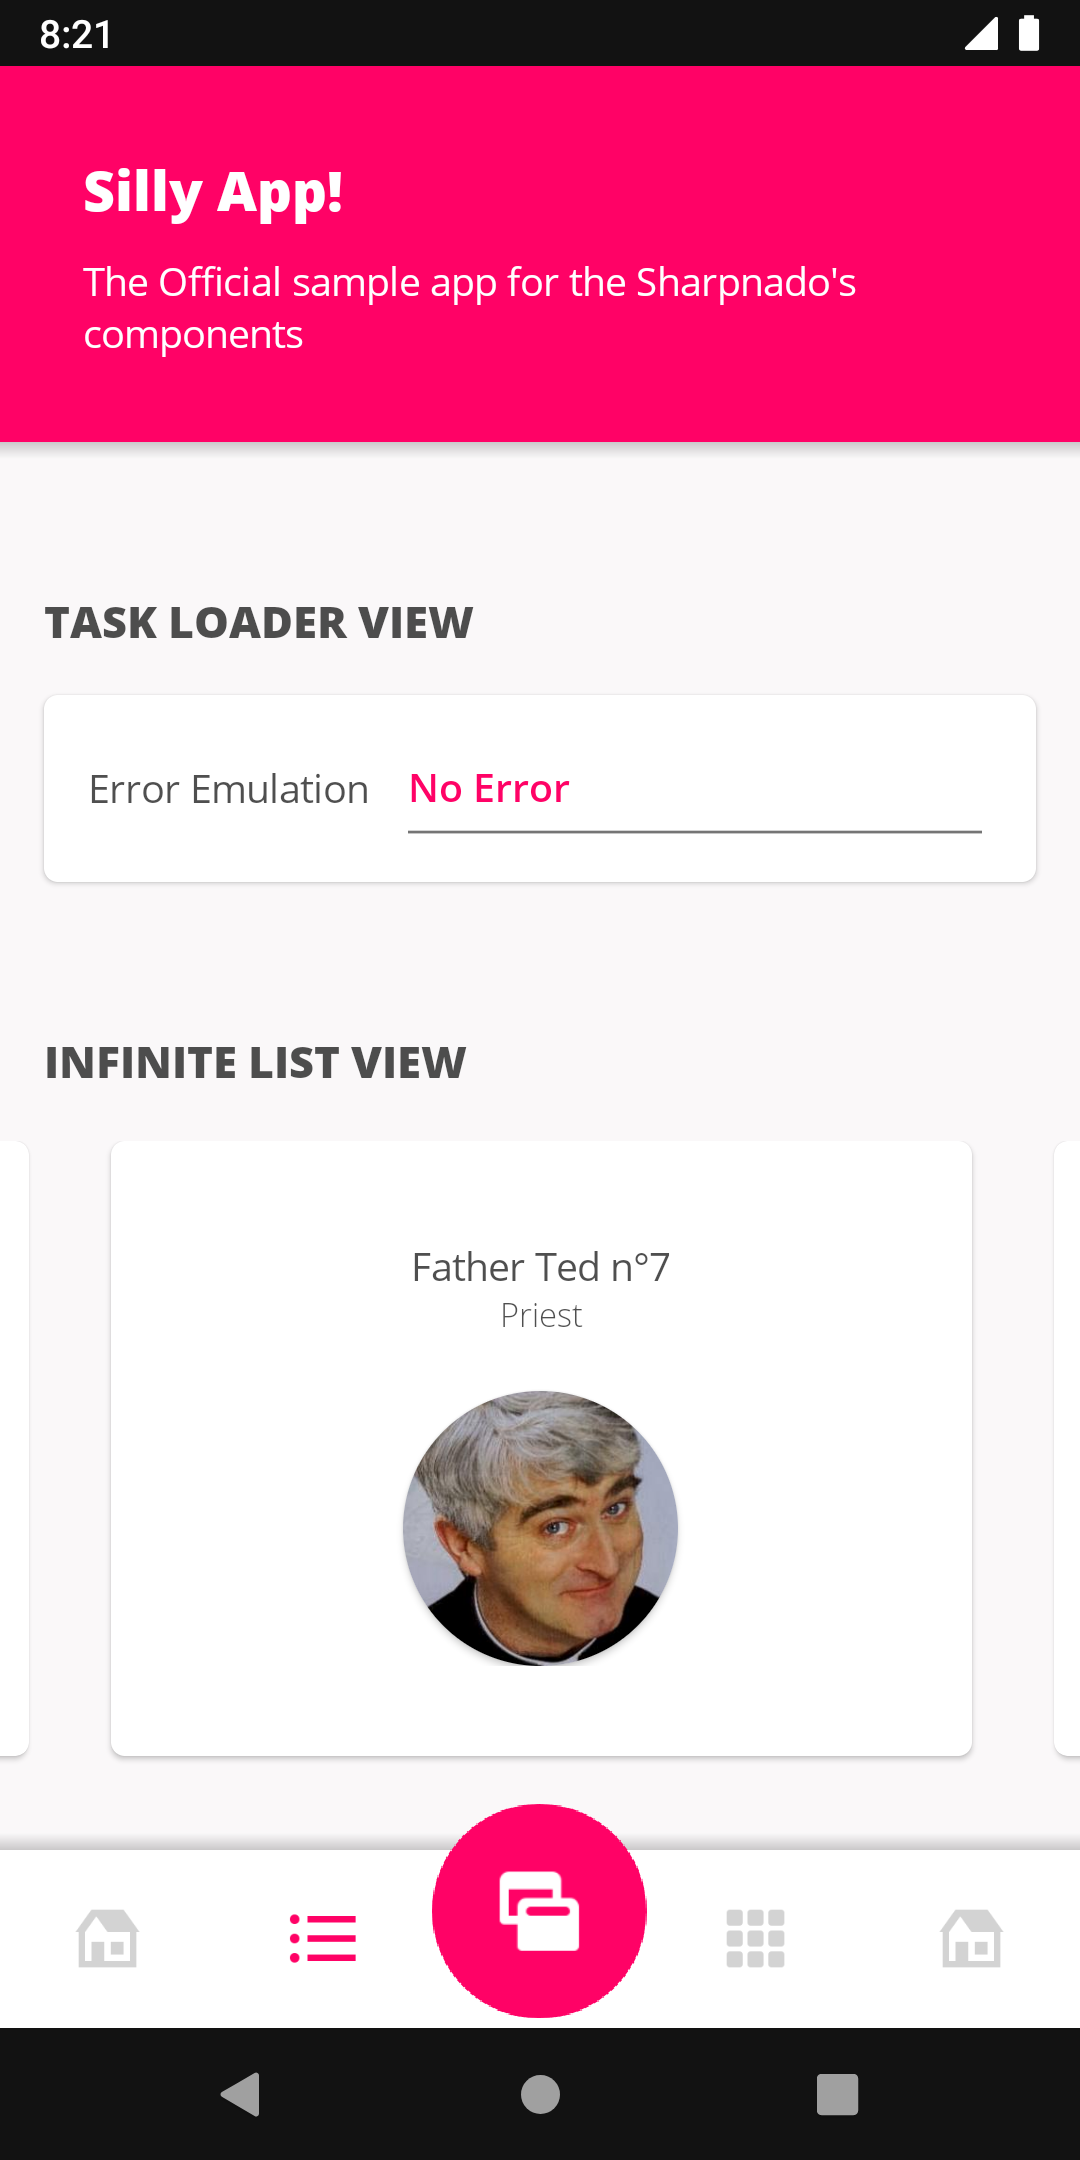 8:21
Silly App!
The Official sample app for the Sharpnado's
components
TASK LOADER VIEW
Error Emulation No Error
INFINITE LIST VIEW
Father Ted n°7
Priest